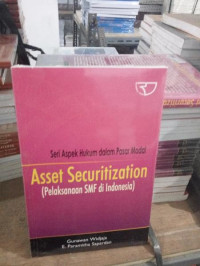 Seri Aspek Hukum dalam Pasar Modal
Asset Securitization
(Pelaksanaan SMF di Indonesia)
Gunawan Widjaja
E. Paramitha Sapardan